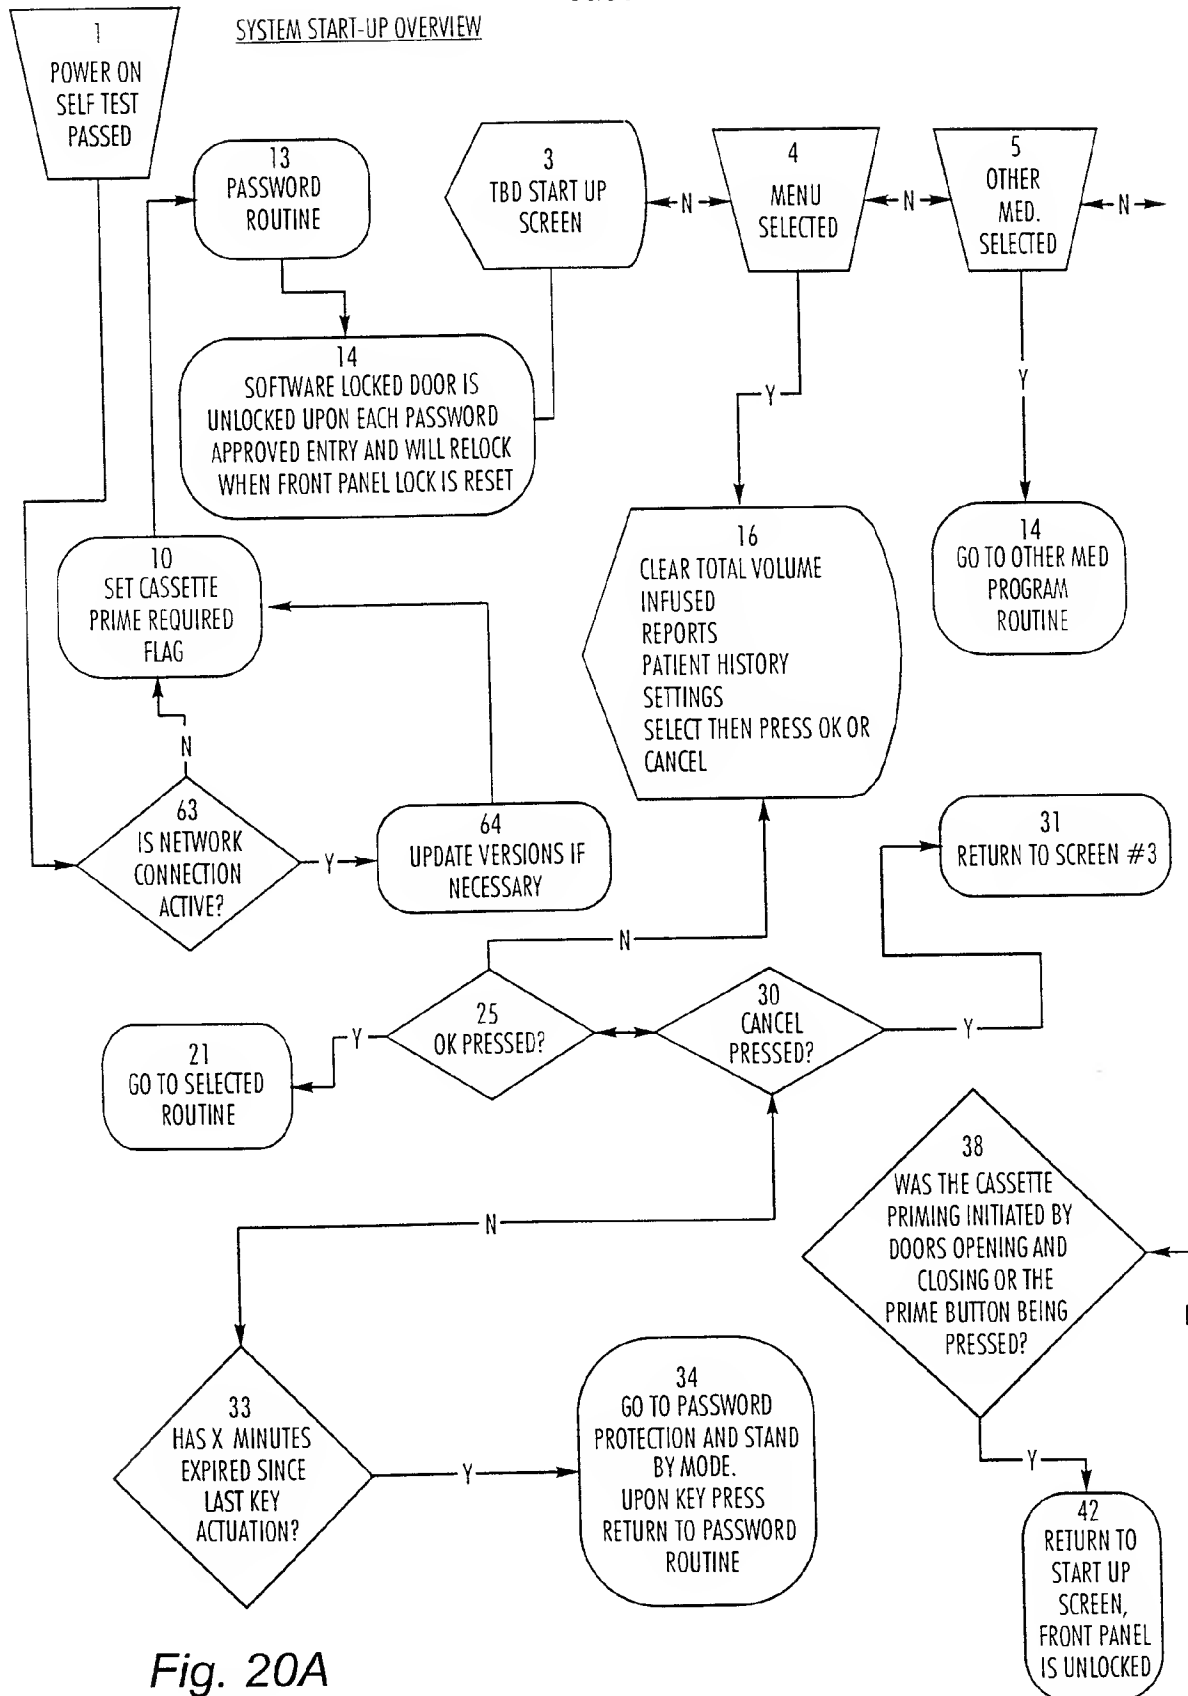 SYSTEM START-UP OVERVIEW
1
POWER ON
SELF TEST
PASSED
13
PASSWORD
ROUTINE
3
TBD START UP
SCREEN
N
4
MENU
SELECTED
N
5
OTHER
MED.
SELECTED
N
14
SOFTWARE LOCKED DOOR IS
UNLOCKED UPON EACH PASSWORD
APPROVED ENTRY AND WILL RELOCK
WHEN FRONT PANEL LOCK IS RESET
Y
Y
10
SET CASSETTE
PRIME REQUIRED
FLAG
16
CLEAR TOTAL VOLUME
INFUSED
REPORTS
PATIENT HISTORY
SETTINGS
SELECT THEN PRESS OK OR
CANCEL
14
GO TO OTHER MED
PROGRAM
ROUTINE
N
63
IS NETWORK
CONNECTION
ACTIVE?
Y
64
UPDATE VERSIONS IF
NECESSARY
31
RETURN TO SCREEN #3
N
25
OK PRESSED?
30
CANCEL
PRESSED?
Y
Y
21
GO TO SELECTED
ROUTINE
38
WAS THE CASSETTE
PRIMING INITIATED BY
DOORS OPENING AND
CLOSING OR THE
PRIME BUTTON BEING
PRESSED?
N
33
HAS X MINUTES
EXPIRED SINCE
LAST KEY
ACTUATION?
Y
34
GO TO PASSWORD
PROTECTION AND STAND
BY MODE.
UPON KEY PRESS
RETURN TO PASSWORD
ROUTINE
Y
42
RETURN TO
START UP
SCREEN,
FRONT PANEL
IS UNLOCKED
Fig. 20A